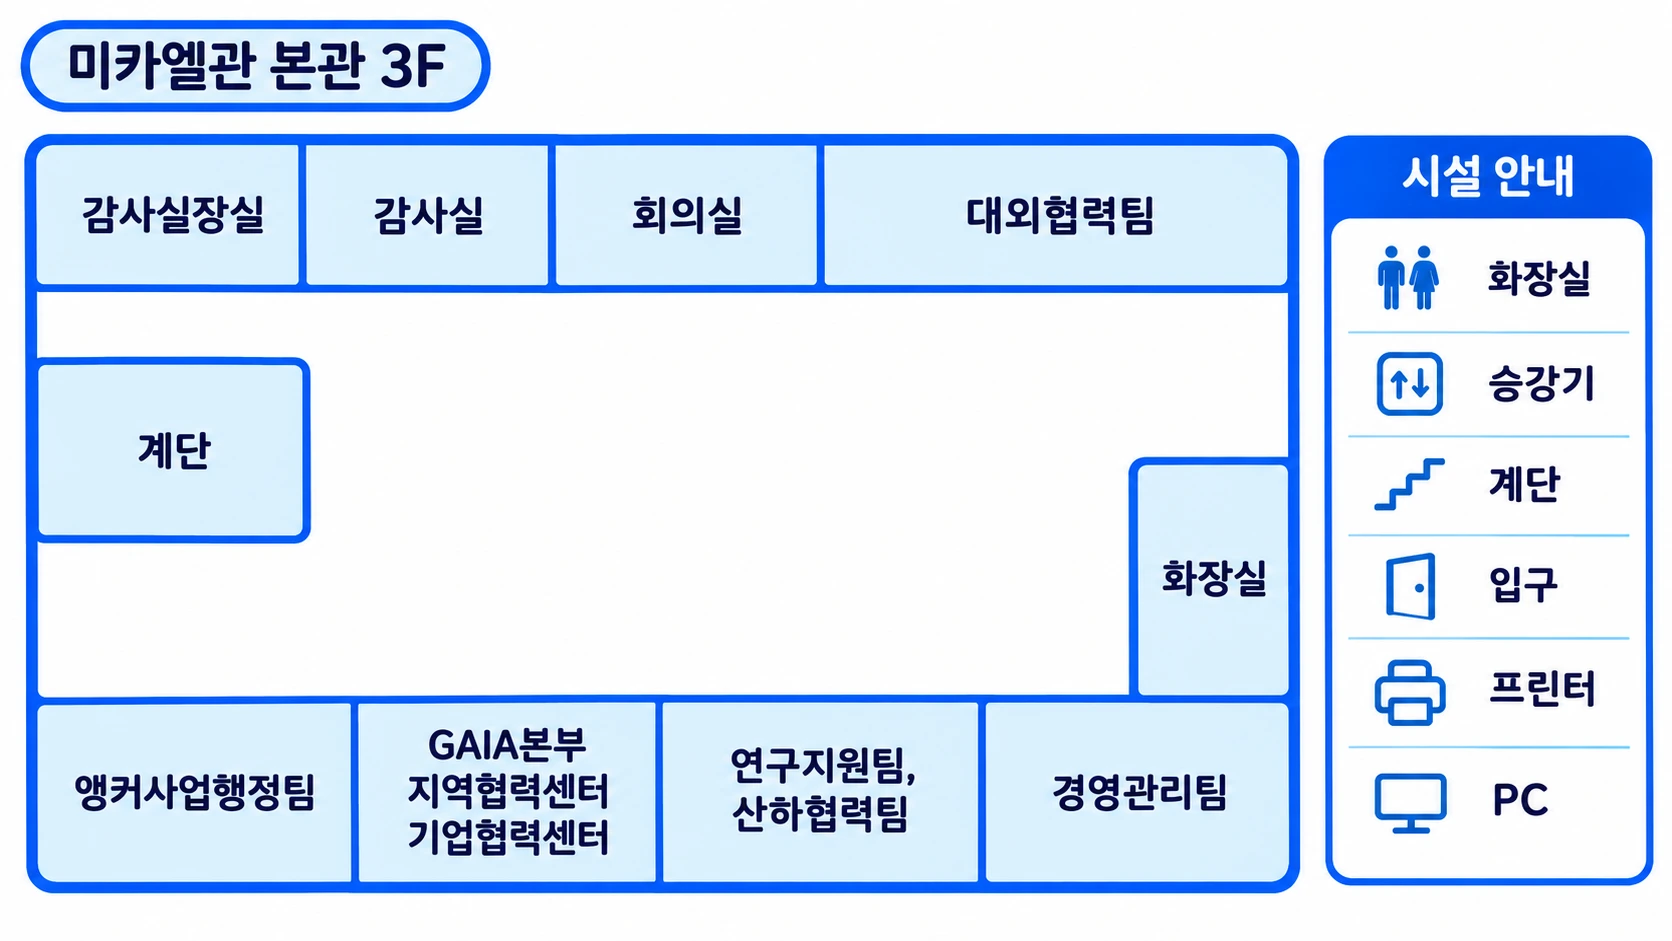 미카엘관 본관 3F
감사실장실
감사실
회의실
대외협력팀
계단
화장실
앵커사업행정팀
GAIA본부
지역협력센터
기업협력센터
연구지원팀,
산하협력팀
경영관리팀
시설 안내
화장실
승강기
계단
입구
프린터
PC